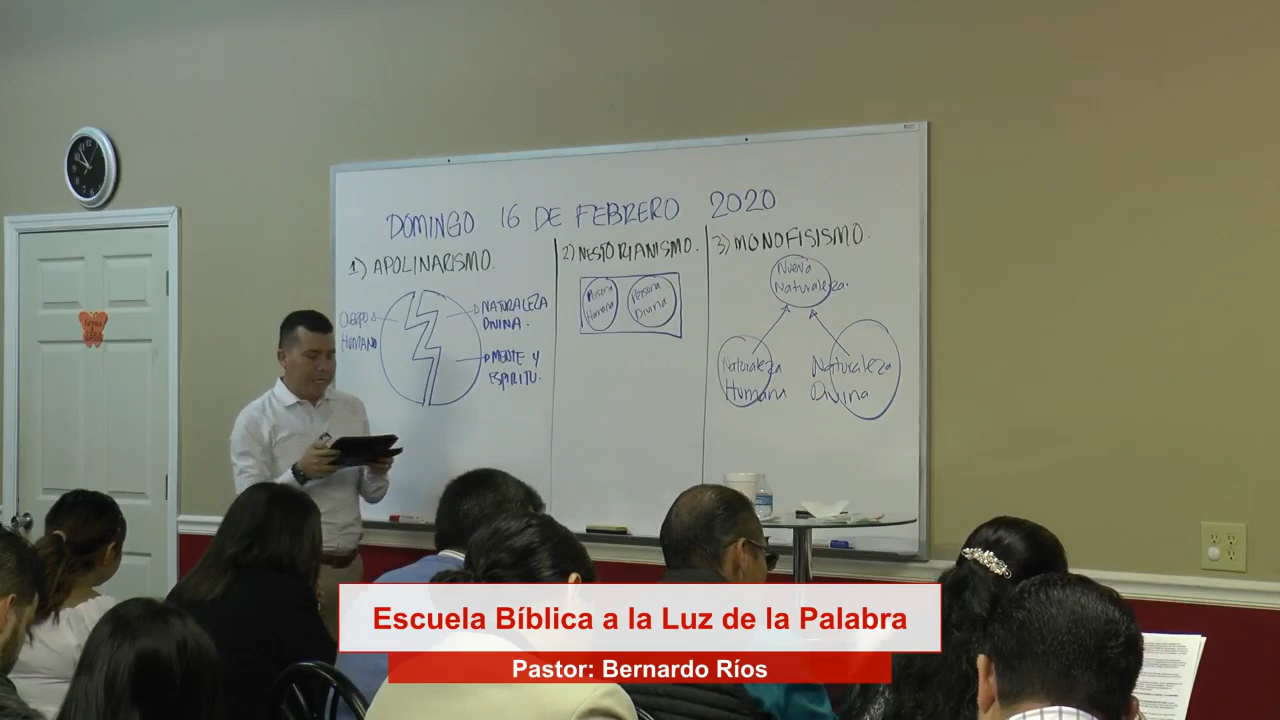 DOMINGO 16 DE FEBRERO 2020
1) APOLINARISMO.
CUERPO
HUMANO
NATURALEZA
DIVINA.
MENTE Y
ESPIRITU.
2) NESTORIANISMO.
Persona
Humana
Persona
Divina
3) MONOFISISMO.
Nueva
Naturaleza.
Naturaleza
Humana
Naturaleza
Divina
Escuela Bíblica a la Luz de la Palabra
Pastor: Bernardo Ríos